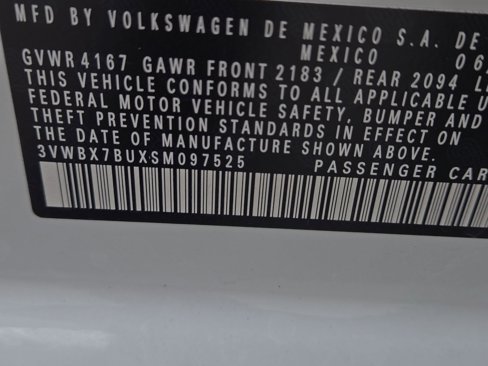 MFD BY VOLKSWAGEN DE MEXICO S.A. DE
MEXICO 06
GVWR 4167 GAWR FRONT 2183 / REAR 2094
THIS VEHICLE CONFORMS TO ALL APPLICABLE
FEDERAL MOTOR VEHICLE SAFETY, BUMPER AND
THEFT PREVENTION STANDARDS IN EFFECT ON
THE DATE OF MANUFACTURE SHOWN ABOVE.
3VWBX7BUXSM097525 PASSENGER CAR